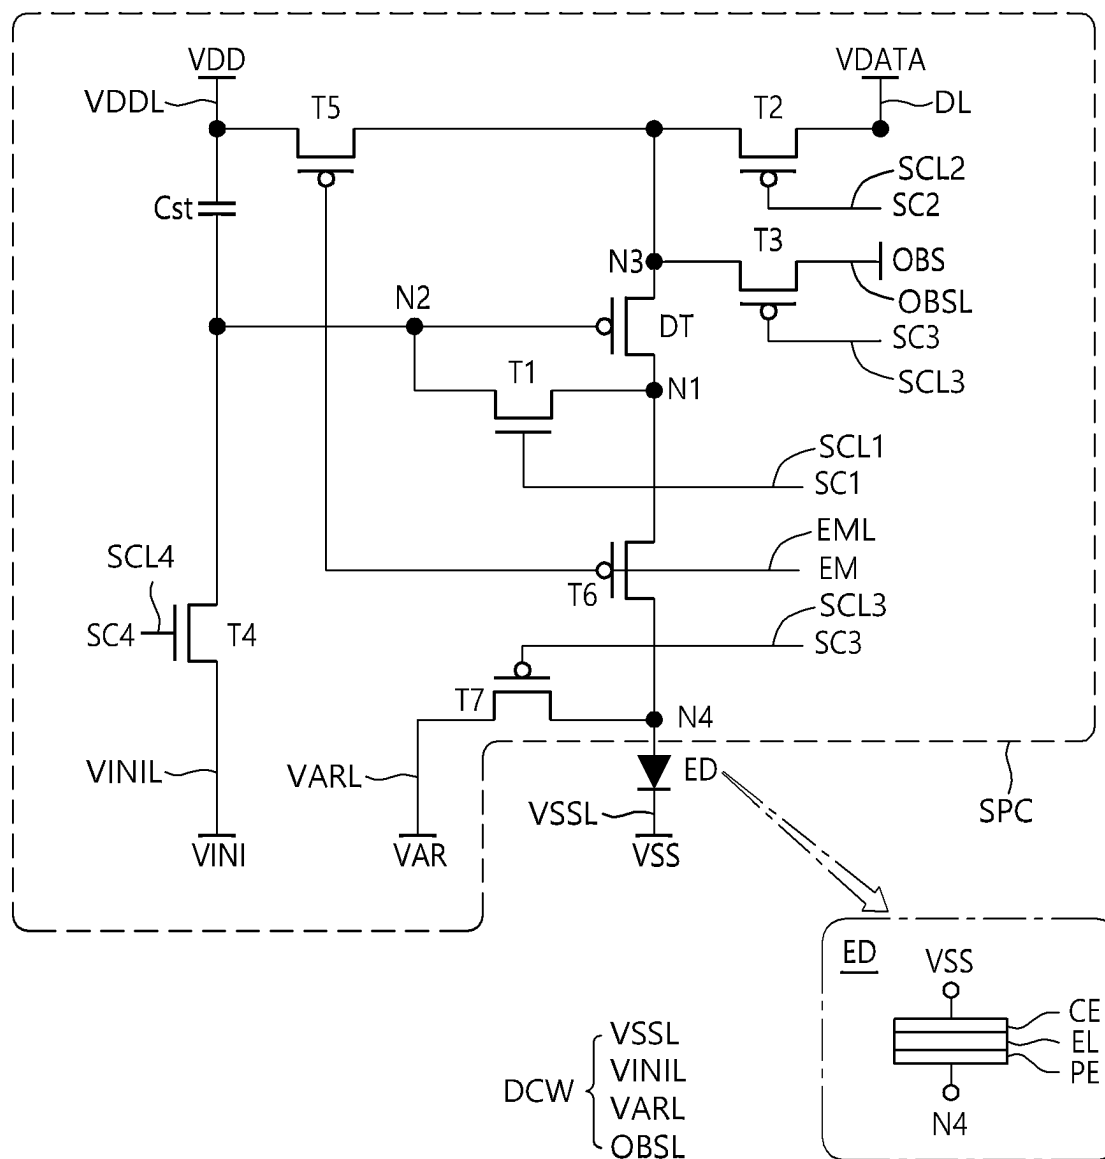 VDD
VDATA
VDDL
T5
T2
DL
SCL2
Cst
SC2
T3
N3
OBS
N2
OBSL
DT
SC3
T1
SCL3
N1
SCL1
SC1
EML
SCL4
EM
T6
SCL3
SC4
T4
SC3
T7
N4
VINIL
VARL
ED
VSSL
SPC
VINI
VAR
VSS
ED
VSS
CE
VSSL
EL
VINIL
PE
DCW
VARL
N4
OBSL